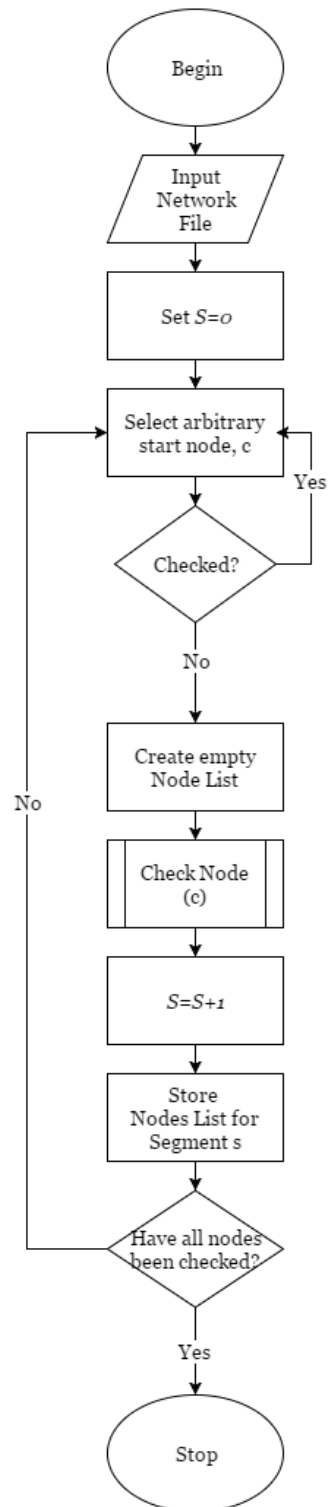 Begin
Input
Network
File
Set S=0
Select arbitrary
start node, c
Yes
Checked?
No
Create empty
Node List
No
Check Node
(c)
S=S+1
Store
Nodes List for
Segment s
Have all nodes
been checked?
Yes
Stop